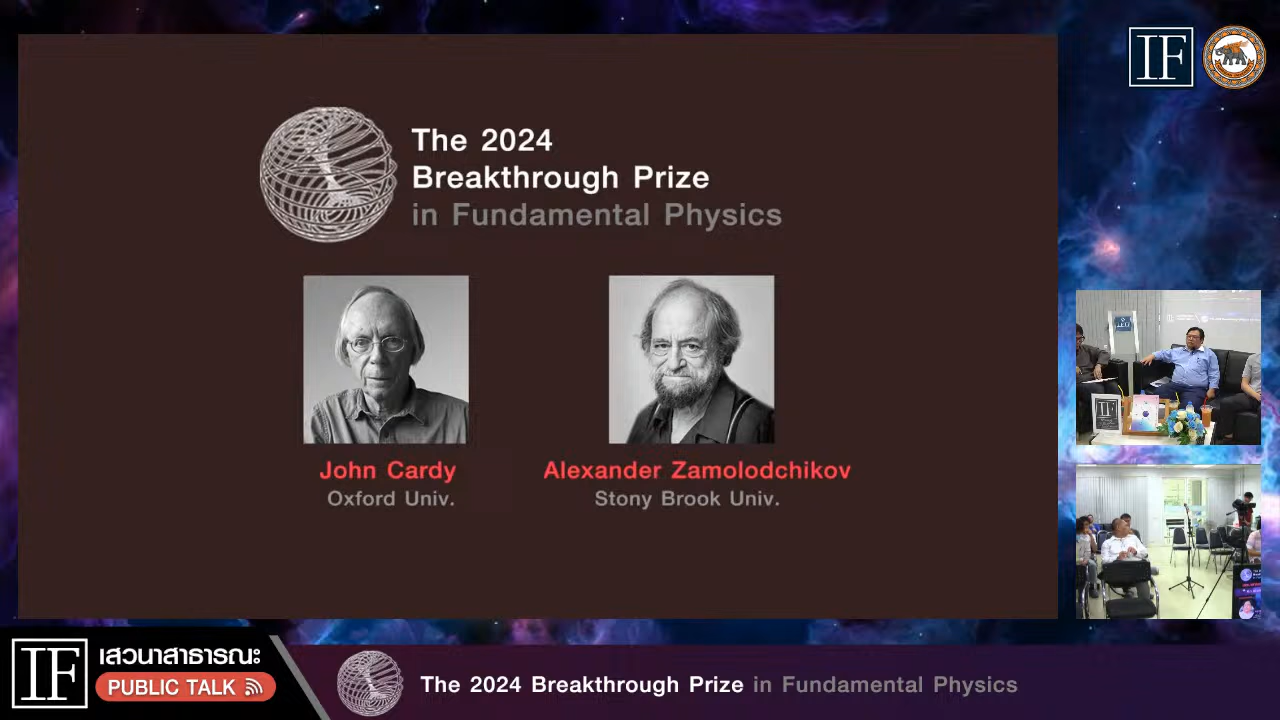 IF
The 2024
Breakthrough Prize
in Fundamental Physics
John Cardy
Oxford Univ.
Alexander Zamolodchikov
Stony Brook Univ.
IF
IF
เสวนาสาธารณะ
PUBLIC TALK
The 2024 Breakthrough Prize in Fundamental Physics